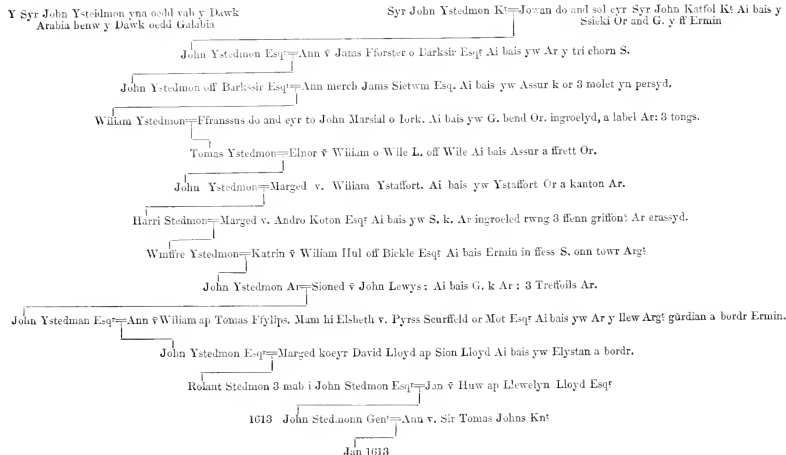 Y Syr John Ysteidmon yna oedd vab y Dawk
Arabia henw y Dawk oedd Galabia
Syr John Ystedmon Kt=Jowan do and sol eyr Syr John Katfol Kt Ai bais y
Ssieki Or and G. y ff Ermin
John Ystedmon Esqr=Ann v̄ Jams Fforster o Barksir Esqr Ai bais yw Ar y tri chorn S.
John Ystedmon off Barkssir Esqr=Ann merch Jams Sietwm Esq. Ai bais yw Assur k or 3 molet yn persyd.
Wiliam Ystedmon=Ffranssus do and eyr to John Marsial o Iork. Ai bais yw G. bend Or. ingroelyd, a label Ar: 3 tongs.
Tomas Ystedmon=Elnor v̄ Wiliam o Wile L. off Wile Ai bais Assur a ffrett Or.
John Ystedmon=Marged v. Wiliam Ystaffort. Ai bais yw Ystaffort Or a kanton Ar.
Harri Stedmon=Marged v. Andro Koton Esqr Ai bais yw S. k. Ar ingroeled rwng 3 ffenn griffont Ar erassyd.
Wmffre Ystedmon=Katrin v̄ Wiliam Hul off Bickle Esqr Ai bais Ermin in ffess S. onn towr Argt
John Ystedmon Ar=Sioned v̄ John Lewys: Ai bais G. k Ar: 3 Treffoils Ar.
John Ystedman Esqr=Ann v̄ Wiliam ap Tomas Ffylips. Mam hi Elsbeth v. Pyrss Scurffeld or Mot Esqr Ai bais yw Ar y llew Argt gûrdian a bordr Ermin.
John Ystedmon Esqr=Marged koeyr David Lloyd ap Sion Lloyd Ai bais yw Elystan a bordr.
Rolant Stedmon 3 mab i John Stedmon Esqr=Jan v̄ Huw ap Llewelyn Lloyd Esqr
1613 John Stedmonn Gent=Ann v. Sir Tomas Johns Knt
Jan 1613